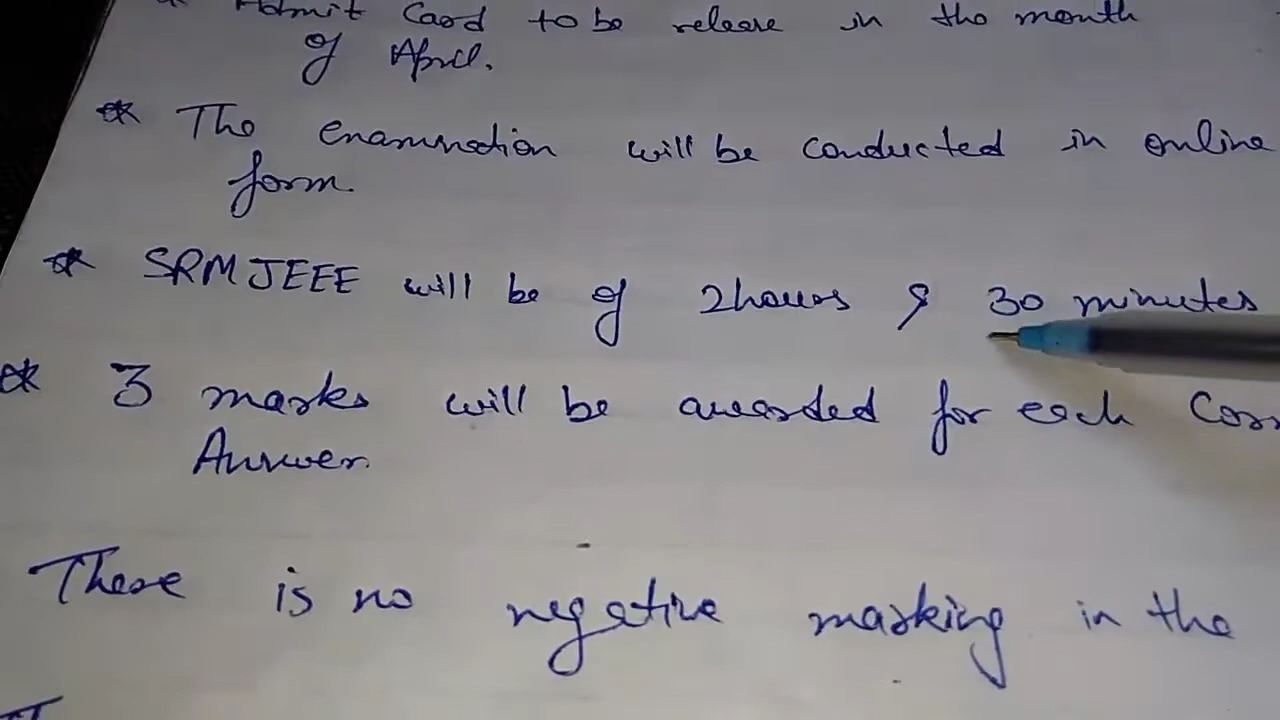 * Admit Card to be release in the month
of April.
* The examination will be conducted in online
form.
* SRMJEEE will be of 2 hours & 30 minutes
* 3 marks will be awarded for each
Answer.
There is no negative marking in the